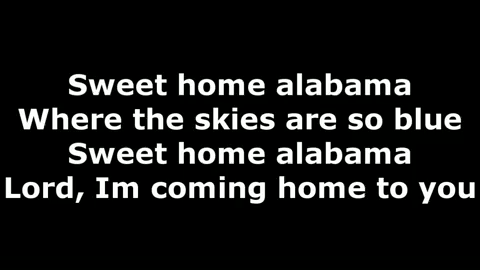 Sweet home alabama
Where the skies are so blue
Sweet home alabama
Lord, Im coming home to you